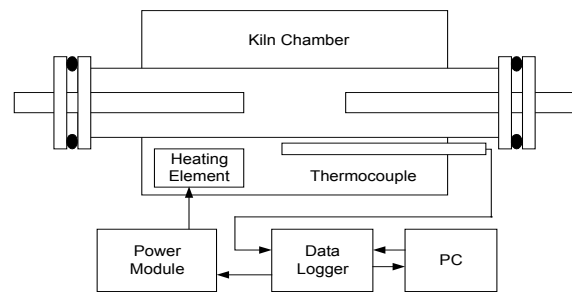 Kiln Chamber
Heating
Element
Thermocouple
Power
Module
Data
Logger
PC